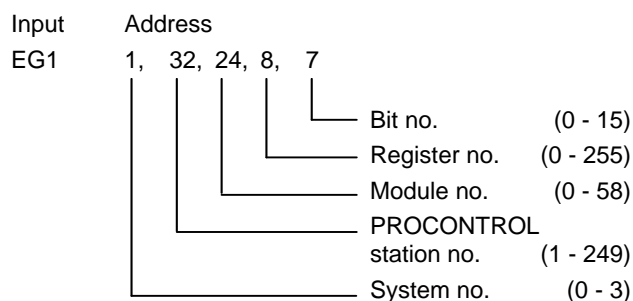 Input Address
EG1 1, 32, 24, 8, 7
Bit no. (0 - 15)
Register no. (0 - 255)
Module no. (0 - 58)
PROCONTROL
station no. (1 - 249)
System no. (0 - 3)